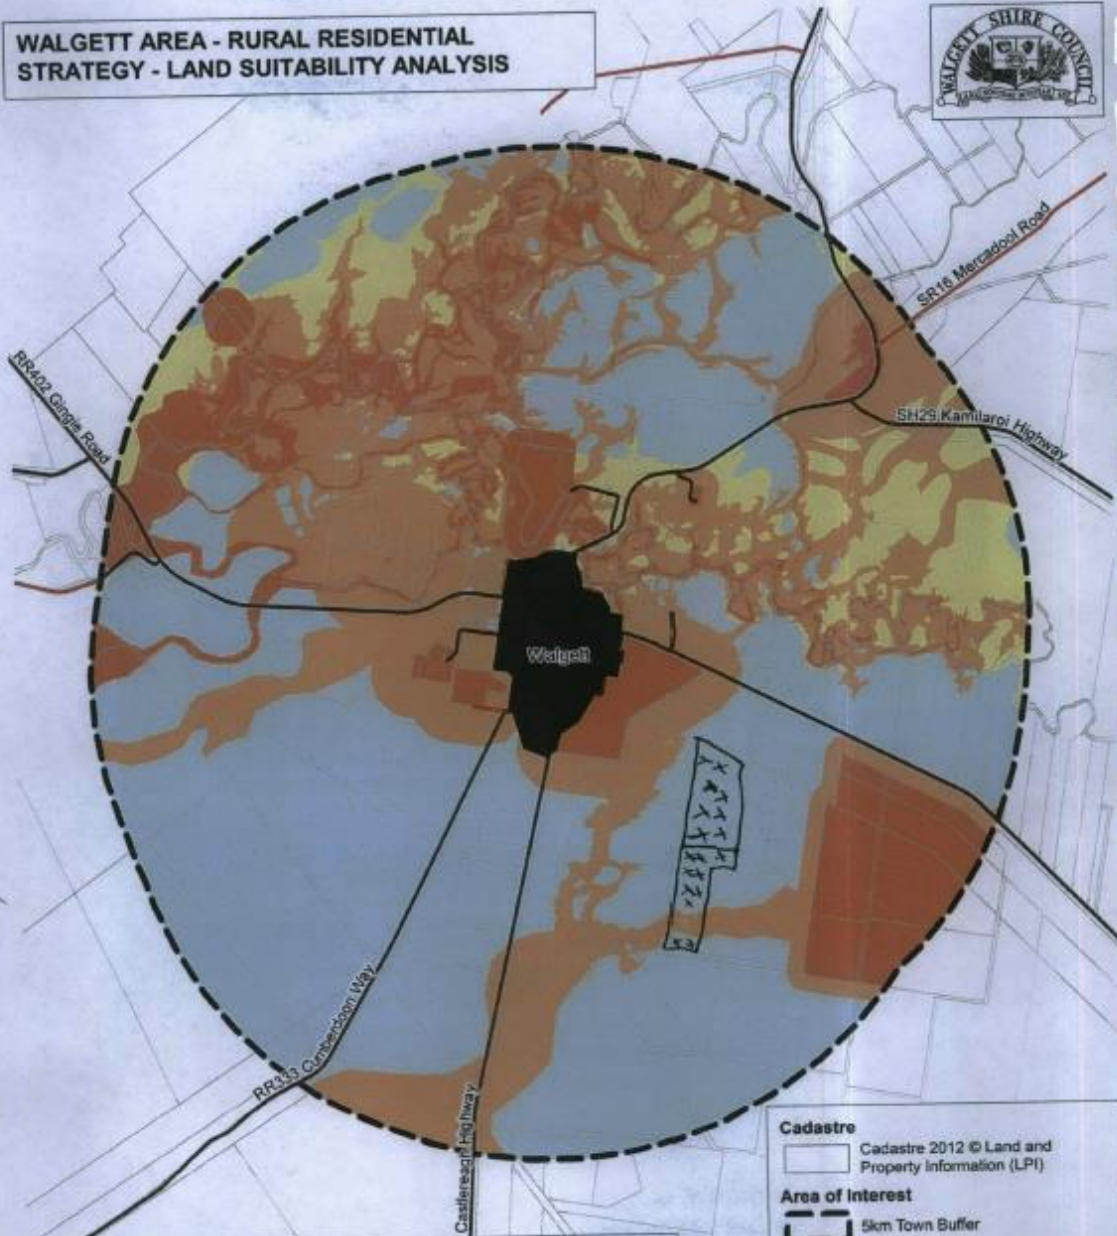 WALGETT AREA - RURAL RESIDENTIAL
STRATEGY - LAND SUITABILITY ANALYSIS
WALGETT SHIRE COUNCIL
SR16 Mercadool Road
RR402 Gingie Road
SH29 Kamilaroi Highway
Walgett
RR333 Cumberdoon Way
Castlereagh Highway
Cadastre
Cadastre 2012 © Land and
Property Information (LPI)
Area of Interest
5km Town Buffer